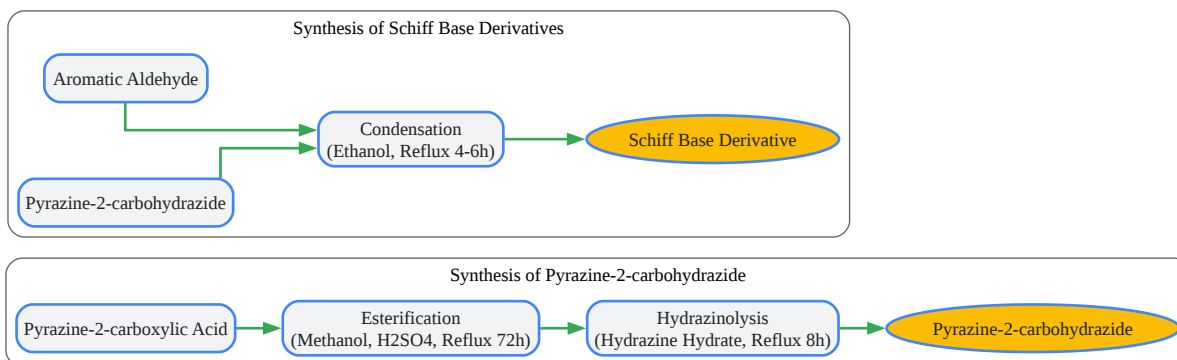 Synthesis of Schiff Base Derivatives
Aromatic Aldehyde
Condensation
(Ethanol, Reflux 4-6h)
Schiff Base Derivative
Pyrazine-2-carbohydrazide
Synthesis of Pyrazine-2-carbohydrazide
Pyrazine-2-carboxylic Acid
Esterification
(Methanol, H2SO4, Reflux 72h)
Hydrazinolysis
(Hydrazine Hydrate, Reflux 8h)
Pyrazine-2-carbohydrazide